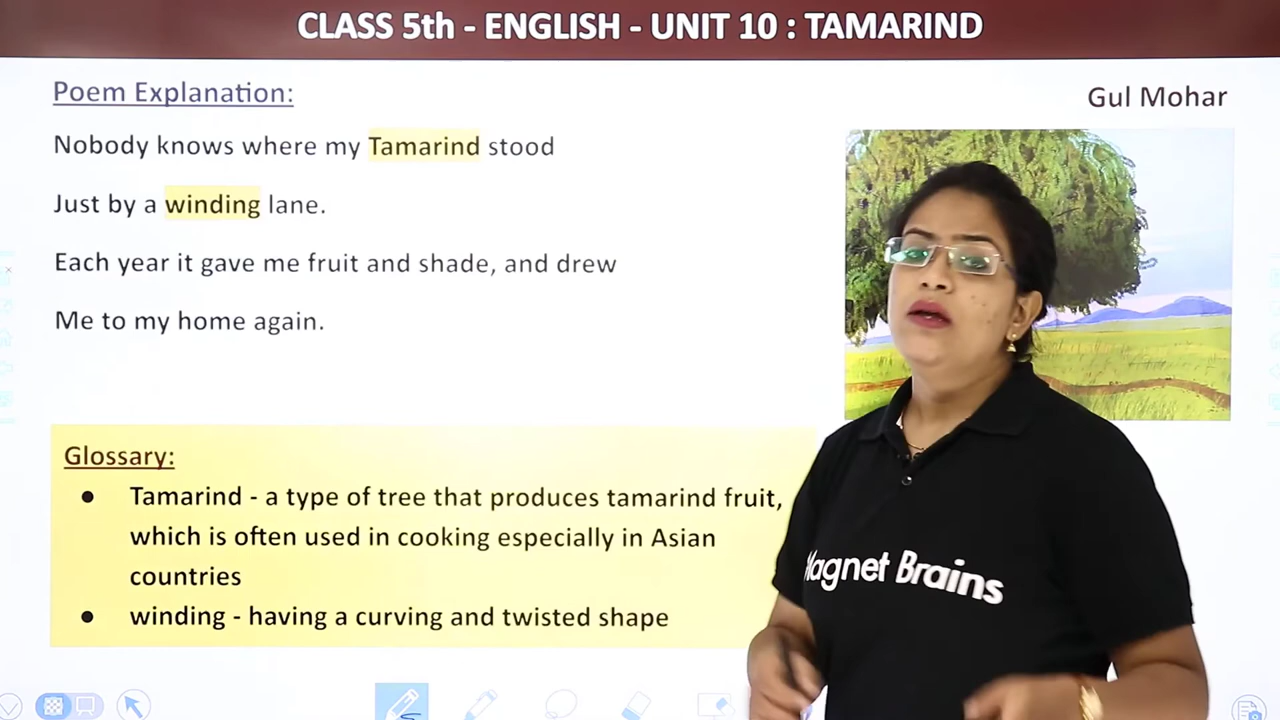 CLASS 5th - ENGLISH - UNIT 10 : TAMARIND
Poem Explanation:
Gul Mohar
Nobody knows where my Tamarind stood
Just by a winding lane.
Each year it gave me fruit and shade, and drew
Me to my home again.
Glossary:
● Tamarind - a type of tree that produces tamarind fruit,
which is often used in cooking especially in Asian
countries
● winding - having a curving and twisted shape
Magnet Brains